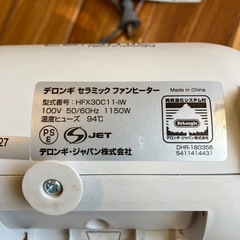 デロンギ セラミック ファンヒーター
型式番号: HFX30C11-IW
100V 50/60Hz 1150W
温度ヒューズ 94℃
Made in China
PSE
JET
デロンギ・ジャパン株式会社
DeLonghi
DHR-180356
5411414431
27